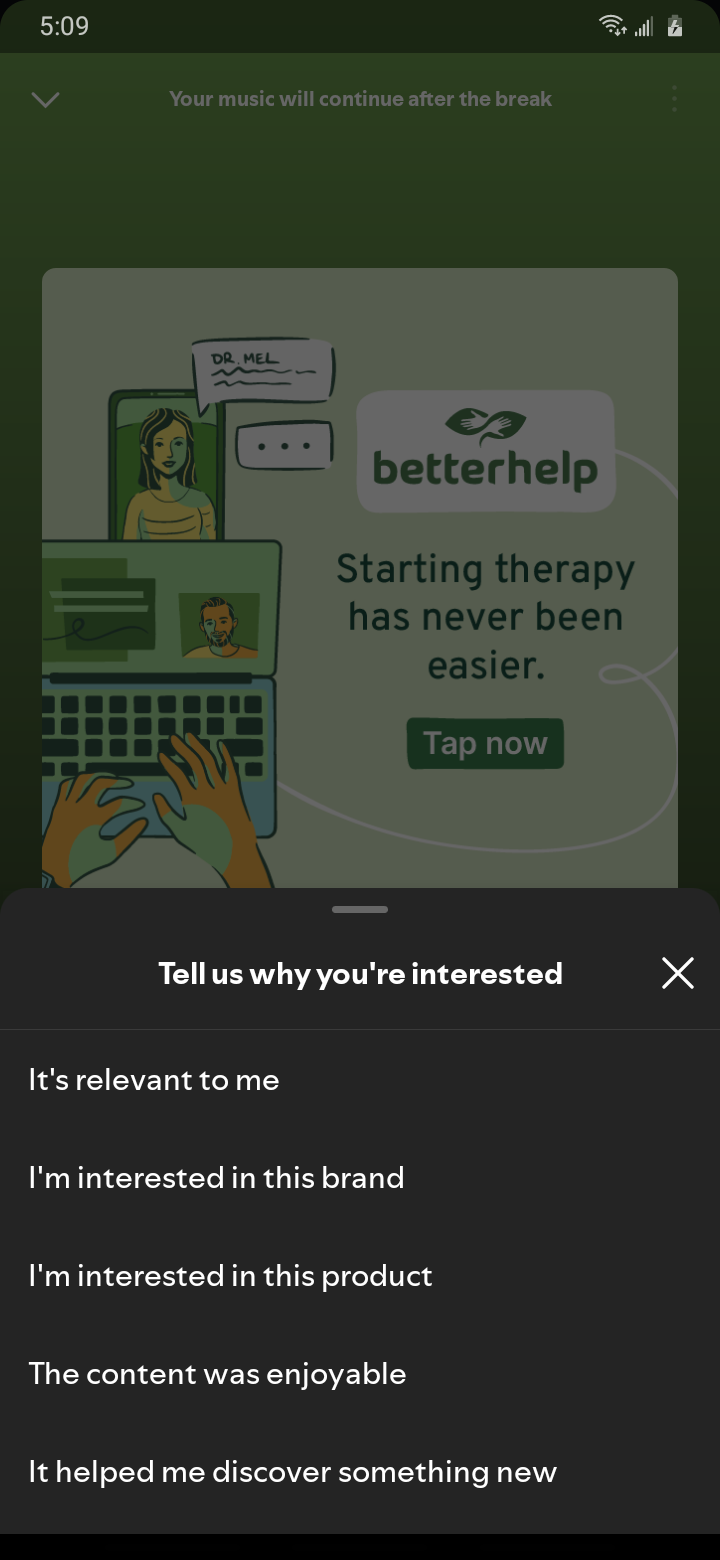 5:09
Your music will continue after the break
DR. MEL
betterhelp
Starting therapy
has never been
easier.
Tap now
Tell us why you're interested
It's relevant to me
I'm interested in this brand
I'm interested in this product
The content was enjoyable
It helped me discover something new